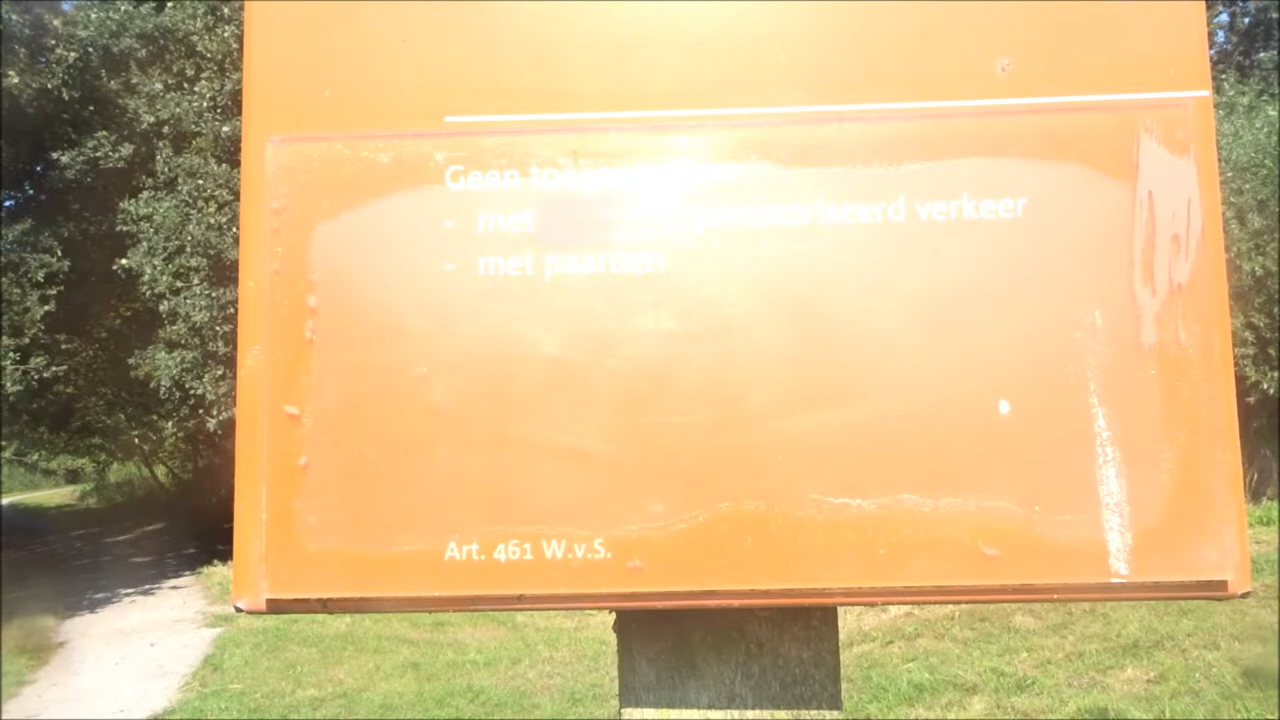 Geen
- met verkeer
- met paarden
Art. 461 W.v.S.